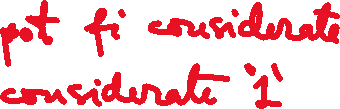 pot fi considerate
considerate '1'